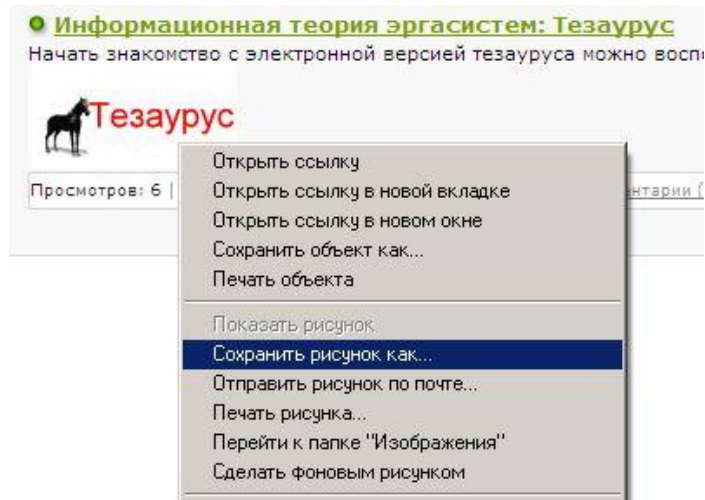 Информационная теория эргасистем: Тезаурус
Начать знакомство с электронной версией тезауруса можно
Тезаурус
Просмотров: 6 |
Открыть ссылку
Открыть ссылку в новой вкладке
Открыть ссылку в новом окне
Сохранить объект как...
Печать объекта
Показать рисунок
Сохранить рисунок как...
Отправить рисунок по почте...
Печать рисунка...
Перейти к папке "Изображения"
Сделать фоновым рисунком